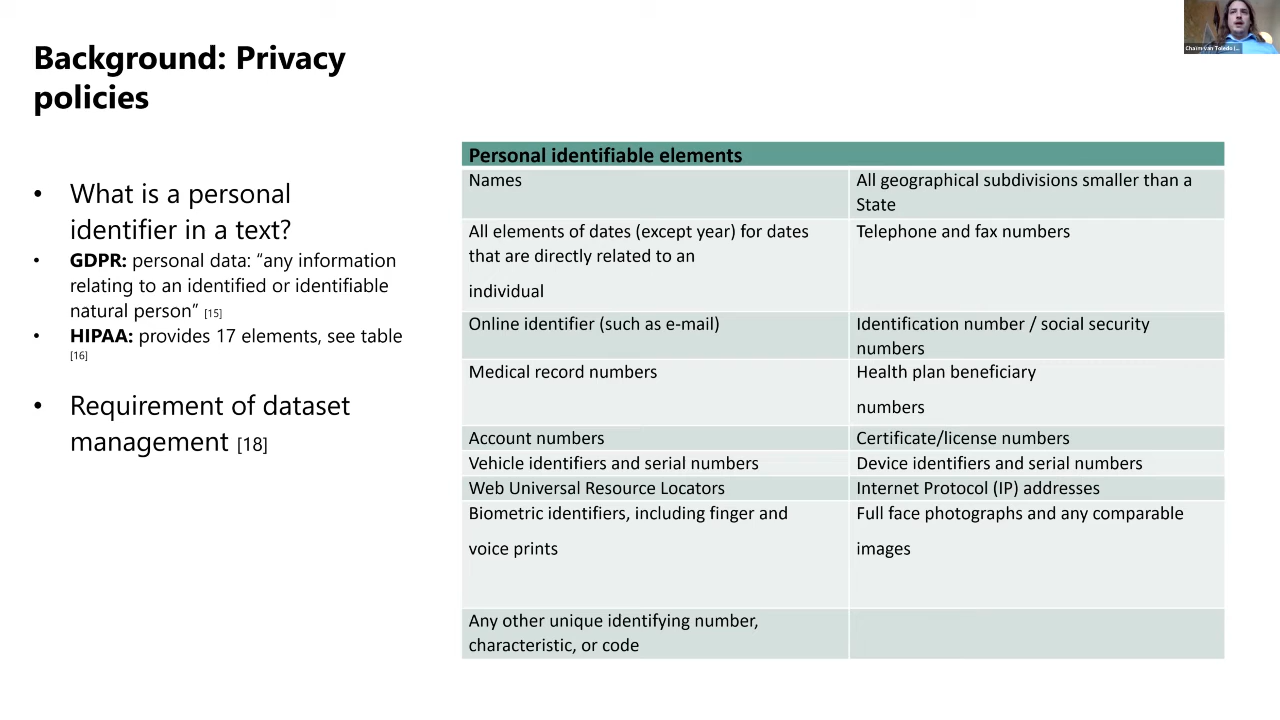 Background: Privacy
policies
• What is a personal
identifier in a text?
• GDPR: personal data: “any information
relating to an identified or identifiable
natural person” [15]
• HIPAA: provides 17 elements, see table
[16]
• Requirement of dataset
management [18]
Personal identifiable elements
Names
All geographical subdivisions smaller than a
State
All elements of dates (except year) for dates
that are directly related to an
individual
Telephone and fax numbers
Online identifier (such as e-mail)
Identification number / social security
numbers
Medical record numbers
Health plan beneficiary
numbers
Account numbers
Certificate/license numbers
Vehicle identifiers and serial numbers
Device identifiers and serial numbers
Web Universal Resource Locators
Internet Protocol (IP) addresses
Biometric identifiers, including finger and
voice prints
Full face photographs and any comparable
images
Any other unique identifying number,
characteristic, or code
Chaïm van Toledo (...